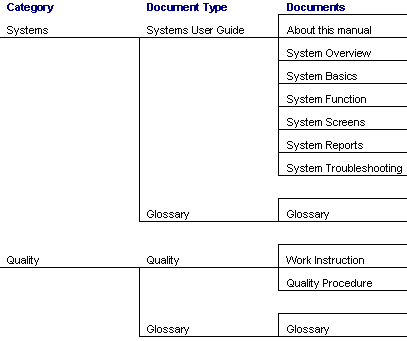 Category Document Type Documents
Systems Systems User Guide About this manual
System Overview
System Basics
System Function
System Screens
System Reports
System Troubleshooting
Glossary Glossary
Quality Quality Work Instruction
Quality Procedure
Glossary Glossary